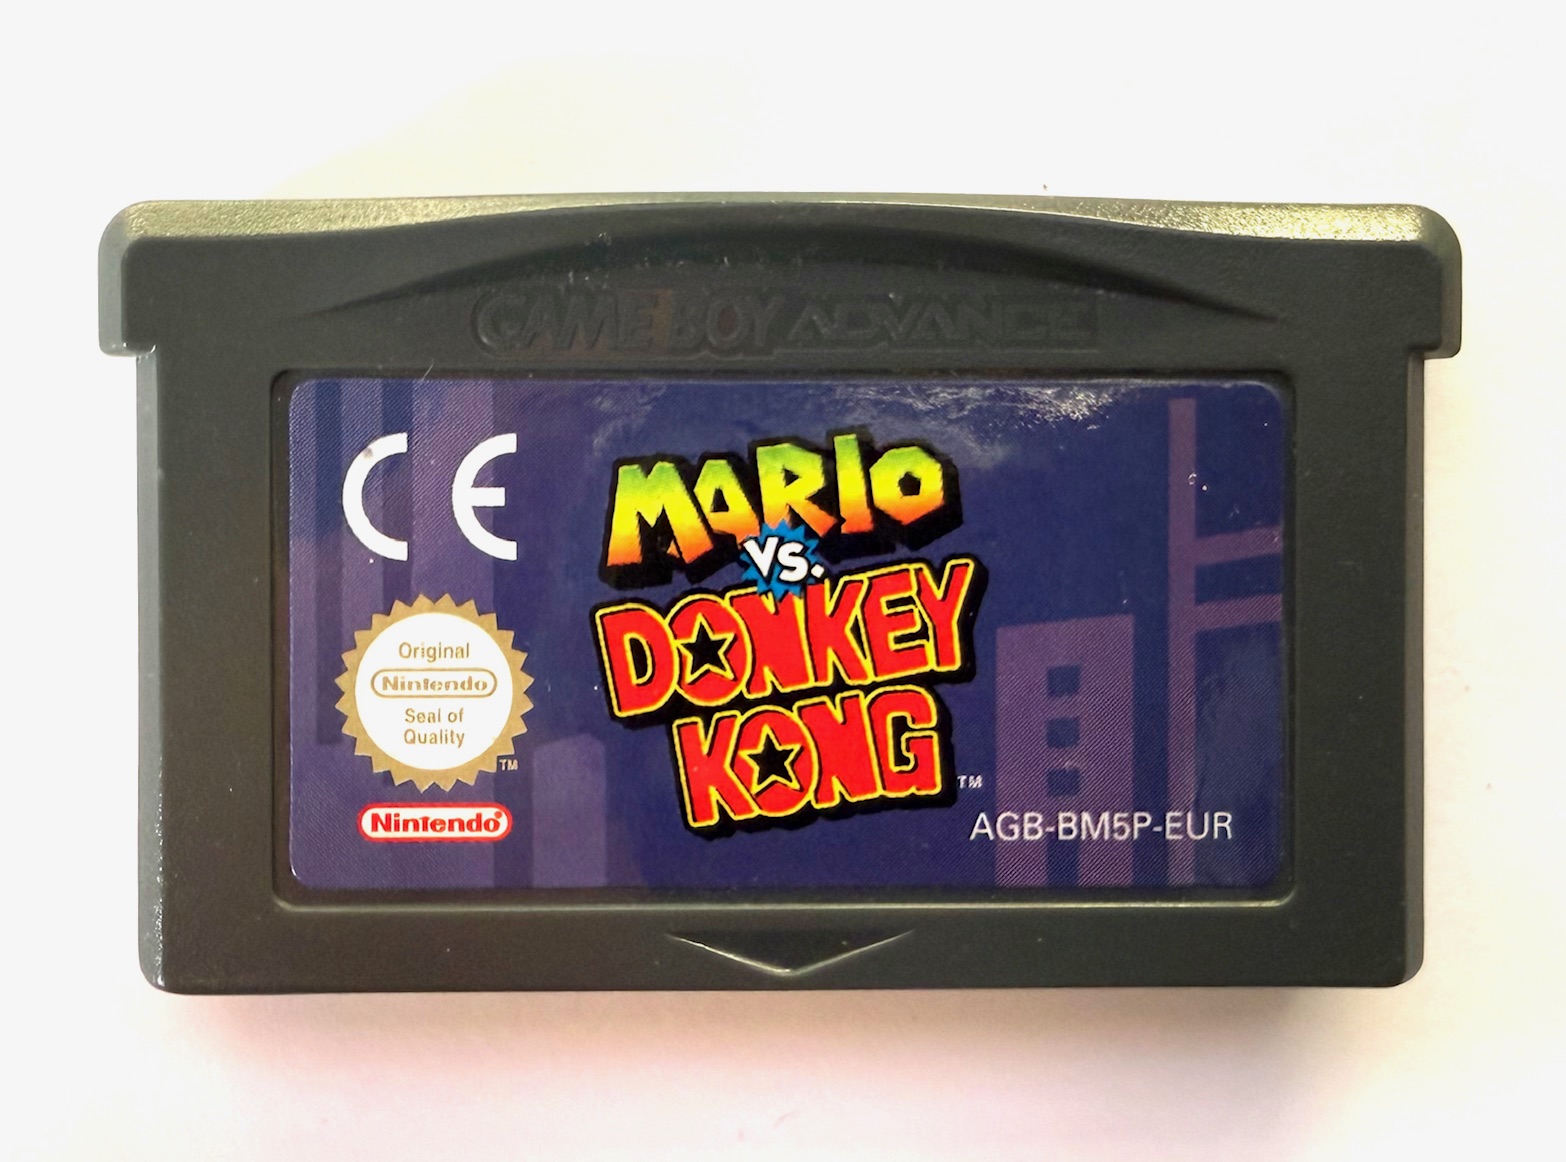 GAME BOY ADVANCE
CE
MARIO
VS.
DONKEY
KONG
TM
Original
Nintendo
Seal of
Quality
TM
Nintendo®
AGB-BM5P-EUR